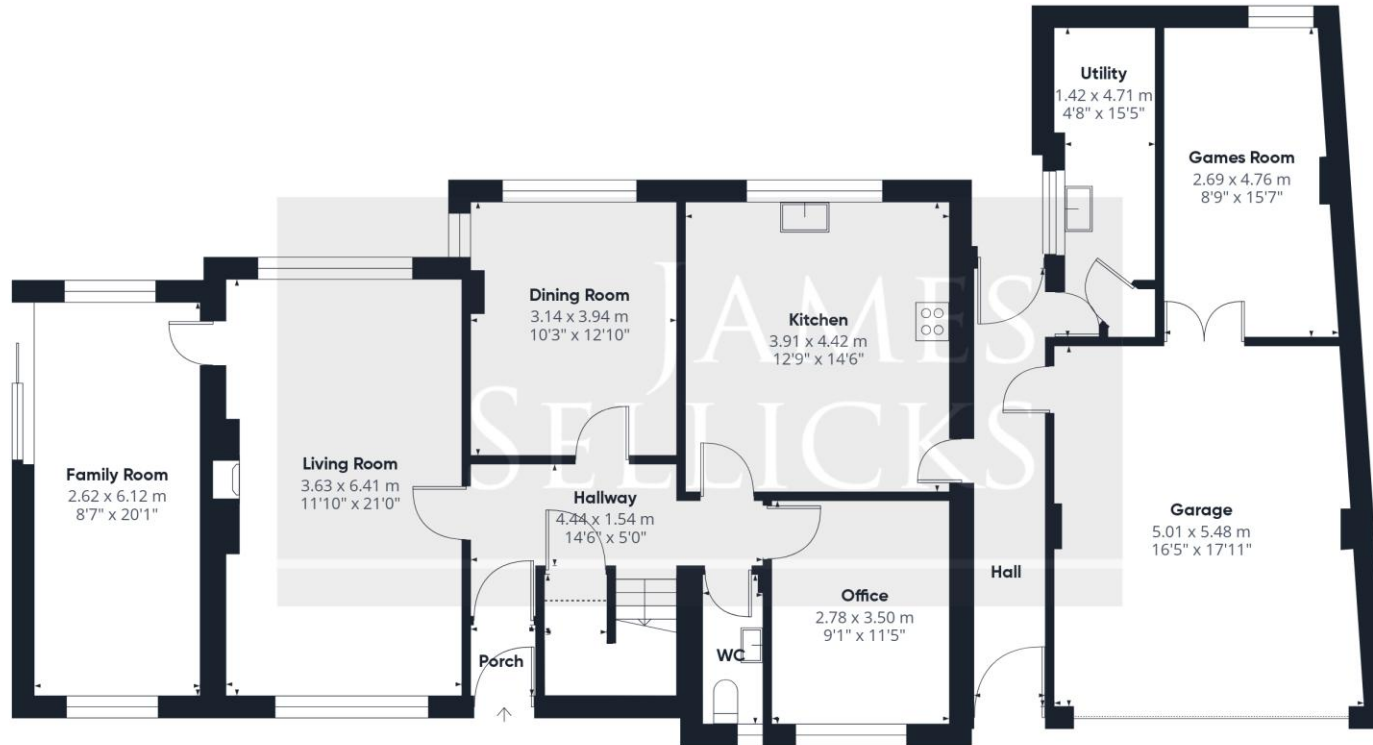 Utility
1.42 x 4.71 m
4'8" x 15'5"
Games Room
2.69 x 4.76 m
8'9" x 15'7"
Dining Room
3.14 x 3.94 m
10'3" x 12'10"
Kitchen
3.91 x 4.42 m
12'9" x 14'6"
JAMES
SELLICKS
Family Room
2.62 x 6.12 m
8'7" x 20'1"
Living Room
3.63 x 6.41 m
11'10" x 21'0"
Hallway
4.44 x 1.54 m
14'6" x 5'0"
Garage
5.01 x 5.48 m
16'5" x 17'11"
Hall
Office
2.78 x 3.50 m
9'1" x 11'5"
Porch
WC